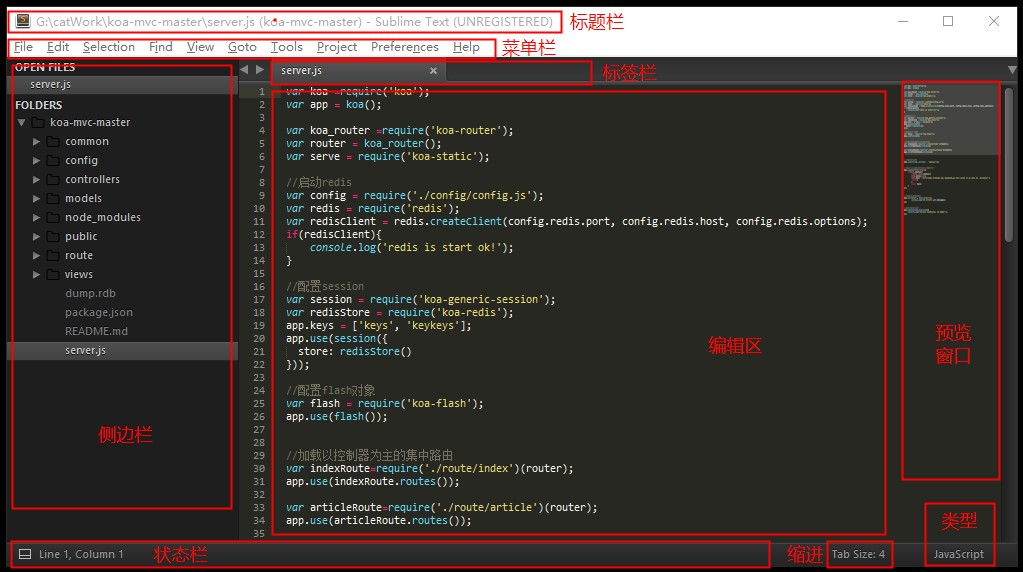 G:\catWork\koa-mvc-master\server.js (koa-mvc-master) - Sublime Text (UNREGISTERED)
标题栏
File Edit Selection Find View Goto Tools Project Preferences Help
菜单栏
OPEN FILES
server.js
FOLDERS
koa-mvc-master
common
config
controllers
models
node_modules
public
route
views
dump.rdb
package.json
README.md
server.js
侧边栏
server.js
标签栏
1 var koa =require('koa');
2 var app = koa();
3
4 var koa_router =require('koa-router');
5 var router = koa_router();
6 var serve = require('koa-static');
7
8 //启动redis
9 var config = require('./config/config.js');
10 var redis = require('redis');
11 var redisClient = redis.createClient(config.redis.port, config.redis.host, config.redis.options);
12 if(redisClient){
13 console.log('redis is start ok!');
14 }
15
16 //配置session
17 var session = require('koa-generic-session');
18 var redisStore = require('koa-redis');
19 app.keys = ['keys', 'keykeys'];
20 app.use(session({
21 store: redisStore()
22 }));
23
24 //配置flash对象
25 var flash = require('koa-flash');
26 app.use(flash());
27
28
29 //加载以控制器为主的集中路由
30 var indexRoute=require('./route/index')(router);
31 app.use(indexRoute.routes());
32
33 var articleRoute=require('./route/article')(router);
34 app.use(articleRoute.routes());
35
编辑区
预览
窗口
Line 1, Column 1
状态栏
缩进
Tab Size: 4
类型
JavaScript